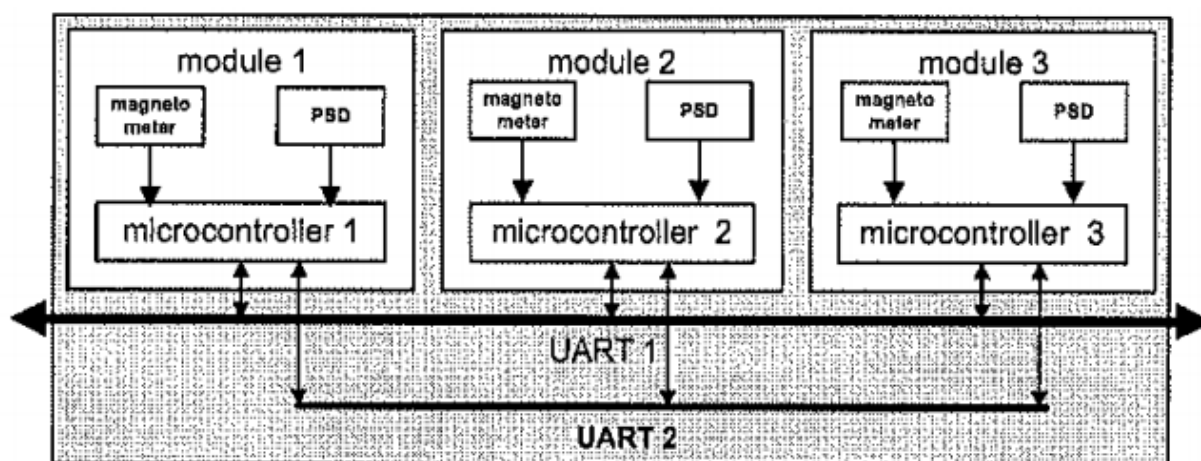 module 1
module 2
module 3
magneto
meter
PSD
magneto
meter
PSD
magneto
meter
PSD
microcontroller 1
microcontroller 2
microcontroller 3
UART 1
UART 2